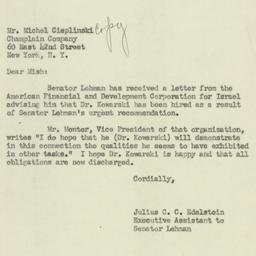 Copy
Mr. Michel Cieplinski
Champlain Company
60 East 42nd Street
New York, N. Y.
Dear Mish:
Senator Lehman has received a letter from the
American Financial and Development Corporation for Israel
advising him that Dr. Kowarski has been hired as a result
of Senator Lehman's urgent recommendation.
Mr. Montor, Vice President of that organization,
writes "I do hope that he (Dr. Kowarski) will demonstrate
in this connection the qualities he seems to have exhibited
in other tasks." I hope Dr. Kowarski is happy and that all
obligations are now discharged.
Cordially,
Julius C. C. Edelstein
Executive Assistant to
Senator Lehman